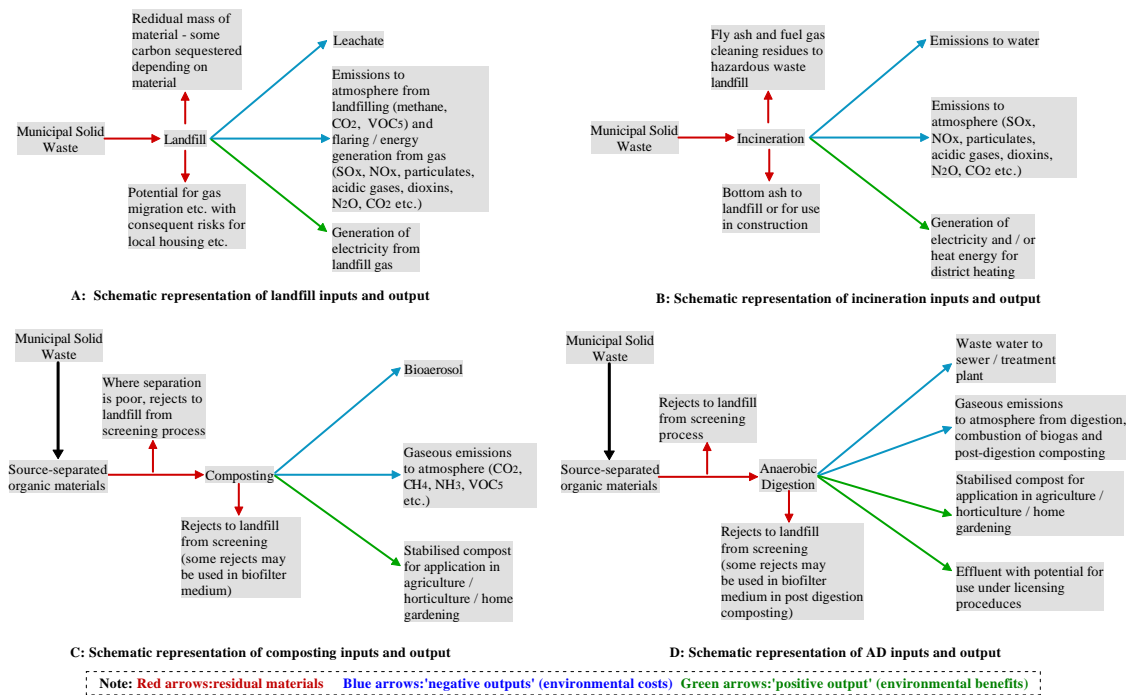 Redidual mass of
material - some
carbon sequestered
depending on
material
Leachate
Emissions to
atmosphere from
landfilling (methane,
CO2, VOC5) and
flaring / energy
generation from gas
(SOx, NOx, particulates,
acidic gases, dioxins,
N2O, CO2 etc.)
Municipal Solid
Waste
Landfill
Potential for gas
migration etc. with
consequent risks for
local housing etc.
Generation of
electricity from
landfill gas
A: Schematic representation of landfill inputs and output
Fly ash and fuel gas
cleaning residues to
hazardous waste
landfill
Emissions to water
Emissions to
atmosphere (SOx,
NOx, particulates,
acidic gases, dioxins,
N2O, CO2 etc.)
Municipal Solid
Waste
Incineration
Bottom ash to
landfill or for use
in construction
Generation of
electricity and / or
heat energy for
district heating
B: Schematic representation of incineration inputs and output
Municipal Solid
Waste
Where separation
is poor, rejects to
landfill from
screening process
Bioaerosol
Source-separated
organic materials
Composting
Gaseous emissions
to atmosphere (CO2,
CH4, NH3, VOC5
etc.)
Rejects to landfill
from screening
(some rejects may
be used in biofilter
medium)
Stabilised compost
for application in
agriculture /
horticulture / home
gardening
C: Schematic representation of composting inputs and output
Municipal Solid
Waste
Rejects to landfill
from screening
process
Waste water to
sewer / treatment
plant
Gaseous emissions
to atmosphere from digestion,
combustion of biogas and
post-digestion composting
Source-separated
organic materials
Anaerobic
Digestion
Stabilised compost for
application in agriculture /
horticulture / home
gardening
Rejects to landfill
from screening
(some rejects may
be used in biofilter
medium in post digestion
composting)
Effluent with potential for
use under licensing
proceduces
D: Schematic representation of AD inputs and output
Note: Red arrows:residual materials Blue arrows:'negative outputs' (environmental costs) Green arrows:'positive output' (environmental benefits)